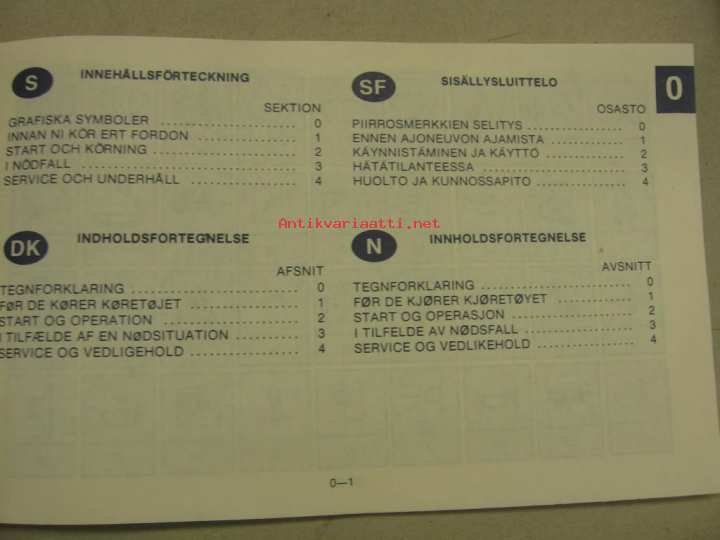 S INNEHÅLLSFÖRTECKNING
SEKTION
GRAFISKA SYMBOLER 0
INNAN NI KÖR ERT FORDON 1
START OCH KÖRNING 2
I NÖDFALL 3
SERVICE OCH UNDERHÅLL 4
SF SISÄLLYSLUITTELO
0
OSASTO
PIIRROSMERKKIEN SELITYS 0
ENNEN AJONEUVON AJAMISTA 1
KÄYNNISTÄMINEN JA KÄYTTÖ 2
HÄTÄTILANTEESSA 3
HUOLTO JA KUNNOSSAPITO 4
Antikvariaatti.net
DK INDHOLDSFORTEGNELSE
AFSNIT
TEGNFORKLARING 0
FØR DE KØRER KØRETØJET 1
START OG OPERATION 2
I TILFÆLDE AF EN NØDSITUATION 3
SERVICE OG VEDLIGEHOLD 4
N INNHOLDSFORTEGNELSE
AVSNITT
TEGNFORKLARING 0
FØR DE KJØRER KJØRETØYET 1
START OG OPERASJON 2
I TILFELDE AV NØDSFALL 3
SERVICE OG VEDLIKEHOLD 4
0—1